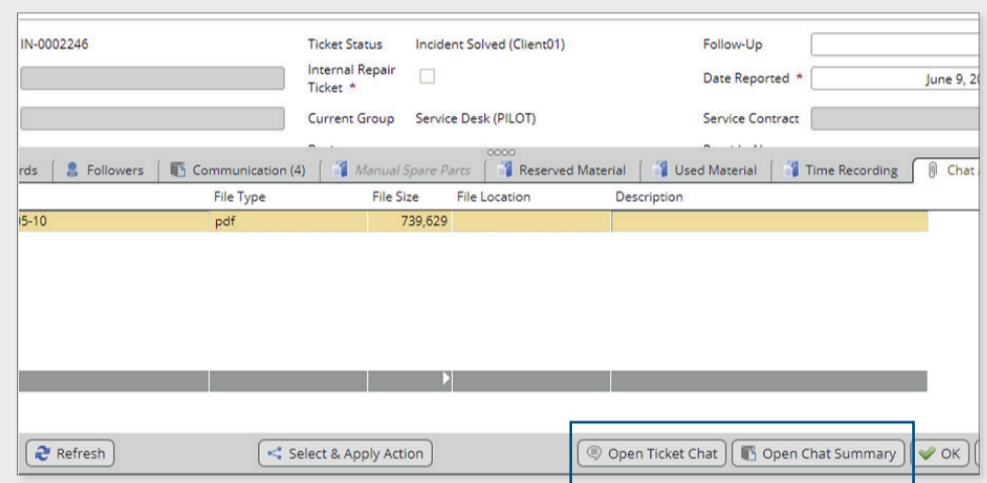 IN-0002246 Ticket Status Incident Solved (Client01) Follow-Up
Internal Repair
Ticket * Date Reported * June 9, 20
Current Group Service Desk (PILOT) Service Contract
rds Followers Communication (4) Manual Spare Parts Reserved Material Used Material Time Recording Chat
File Type File Size File Location Description
05-10 pdf 739,629
Refresh Select & Apply Action Open Ticket Chat Open Chat Summary OK